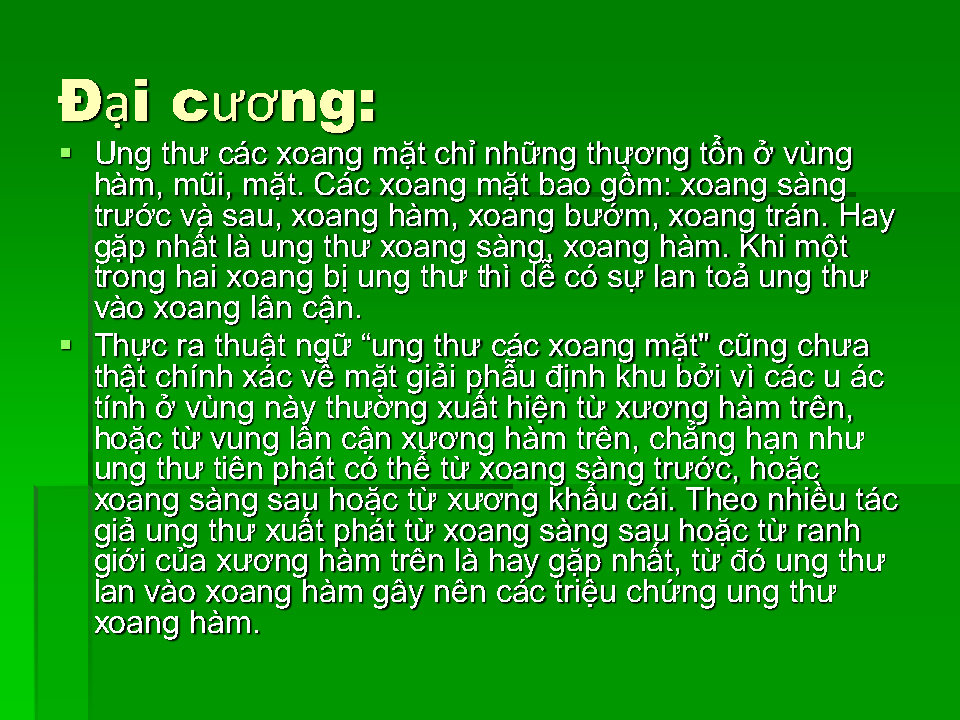 Đại cương:
▪ Ung thư các xoang mặt chỉ những thương tổn ở vùng
hàm, mũi, mặt. Các xoang mặt bao gồm: xoang sàng
trước và sau, xoang hàm, xoang bướm, xoang trán. Hay
gặp nhất là ung thư xoang sàng, xoang hàm. Khi một
trong hai xoang bị ung thư thì dễ có sự lan toả ung thư
vào xoang lân cận.
▪ Thực ra thuật ngữ “ung thư các xoang mặt" cũng chưa
thật chính xác về mặt giải phẫu định khu bởi vì các u ác
tính ở vùng này thường xuất hiện từ xương hàm trên,
hoặc từ vung lân cận xương hàm trên, chẳng hạn như
ung thư tiên phát có thể từ xoang sàng trước, hoặc
xoang sàng sau hoặc từ xương khẩu cái. Theo nhiều tác
giả ung thư xuất phát từ xoang sàng sau hoặc từ ranh
giới của xương hàm trên là hay gặp nhất, từ đó ung thư
lan vào xoang hàm gây nên các triệu chứng ung thư
xoang hàm.